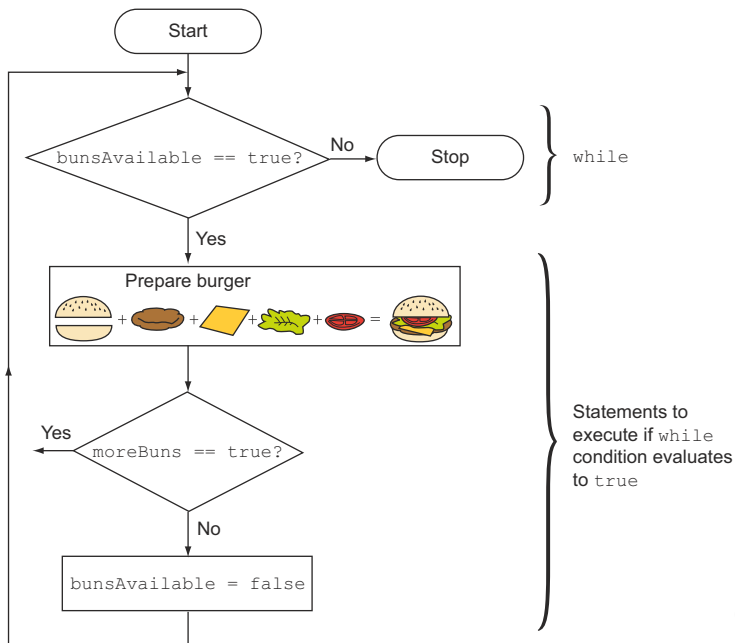 Start
bunsAvailable == true?
No
Stop
while
Yes
Prepare burger
+ + + + =
Yes
moreBuns == true?
Statements to
execute if while
condition evaluates
to true
No
bunsAvailable = false